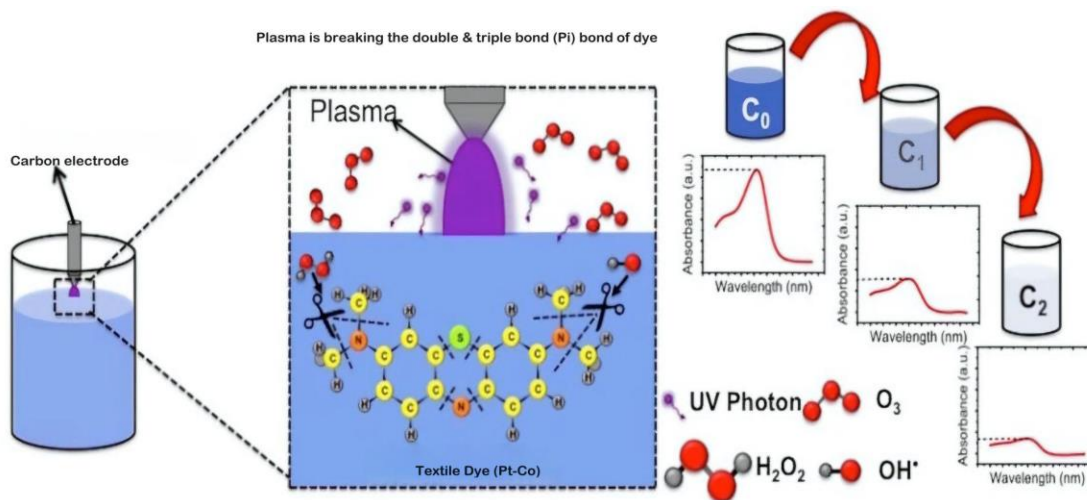 Plasma is breaking the double & triple bond (Pi) bond of dye
Carbon electrode
Plasma
H
H
H
H
H
H
H
H
C
C
H
H
N
C
C
S
C
C
N
H
C
C
C
C
C
C
C
H
H
C
C
C
C
H
H
C
N
C
H
H
H
Textile Dye (Pt-Co)
C₀
C₁
C₂
Absorbance (a.u.)
Wavelength (nm)
Absorbance (a.u.)
Wavelength (nm)
Absorbance (a.u.)
Wavelength (nm)
UV Photon
O₃
H₂O₂
OH•